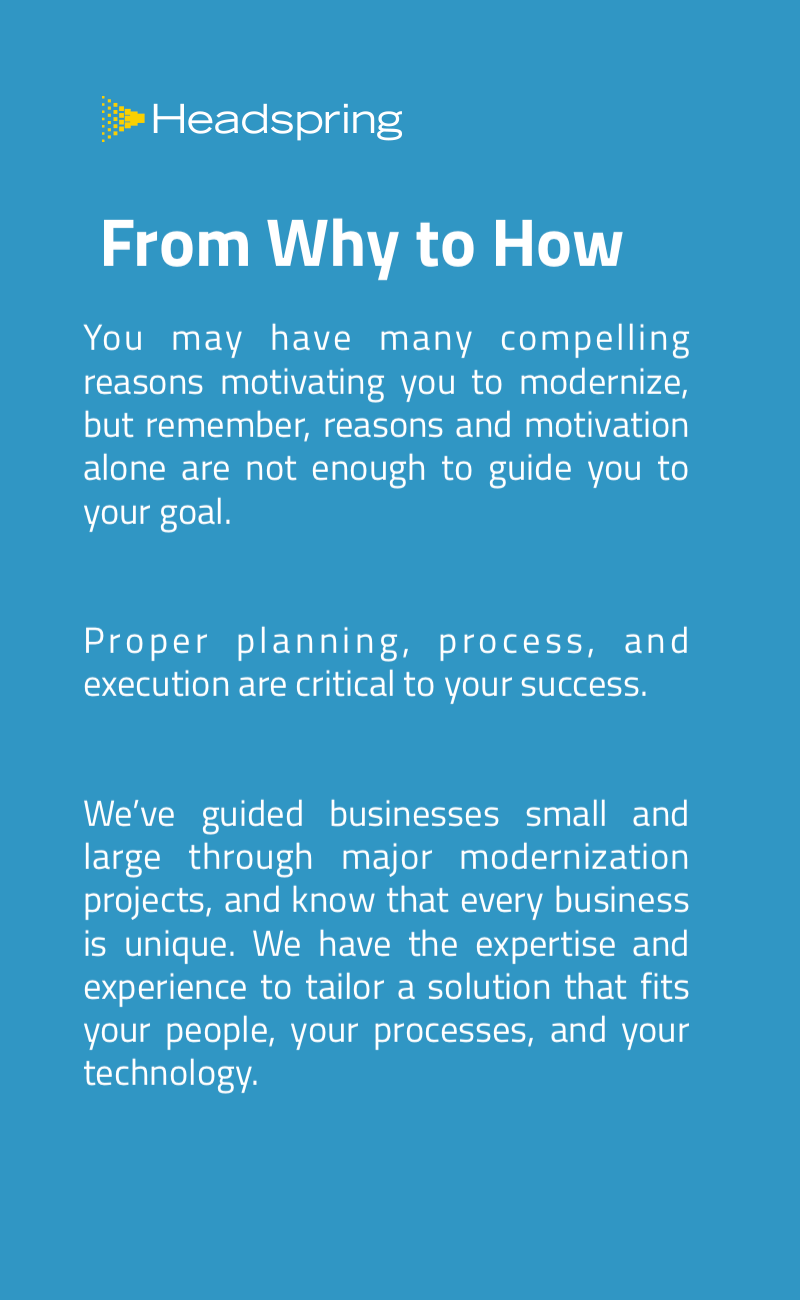 Headspring
From Why to How
You may have many compelling
reasons motivating you to modernize,
but remember, reasons and motivation
alone are not enough to guide you to
your goal.
Proper planning, process, and
execution are critical to your success.
We’ve guided businesses small and
large through major modernization
projects, and know that every business
is unique. We have the expertise and
experience to tailor a solution that fits
your people, your processes, and your
technology.